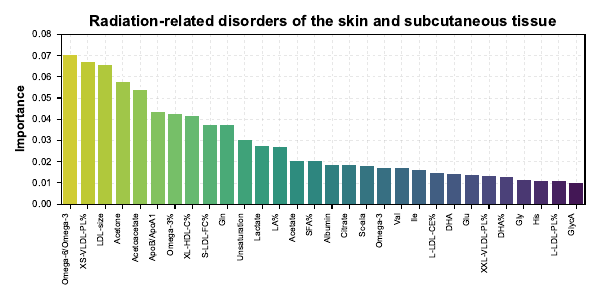 Radiation-related disorders of the skin and subcutaneous tissue
Importance
0.08
0.07
0.06
0.05
0.04
0.03
0.02
0.01
0.00
Omega-6/Omega-3
XS-VLDL-PL%
LDL-size
Acetone
Acetoacetate
ApoB/ApoA1
Omega-3%
XL-HDL-C%
S-LDL-FC%
Gln
Unsaturation
Lactate
LA%
Acetate
SFA%
Albumin
Citrate
Omega-3
Val
Ile
L-LDL-CE%
DHA
Glu
XXL-VLDL-PL%
DHA%
Gly
His
L-LDL-PL%
GlycA